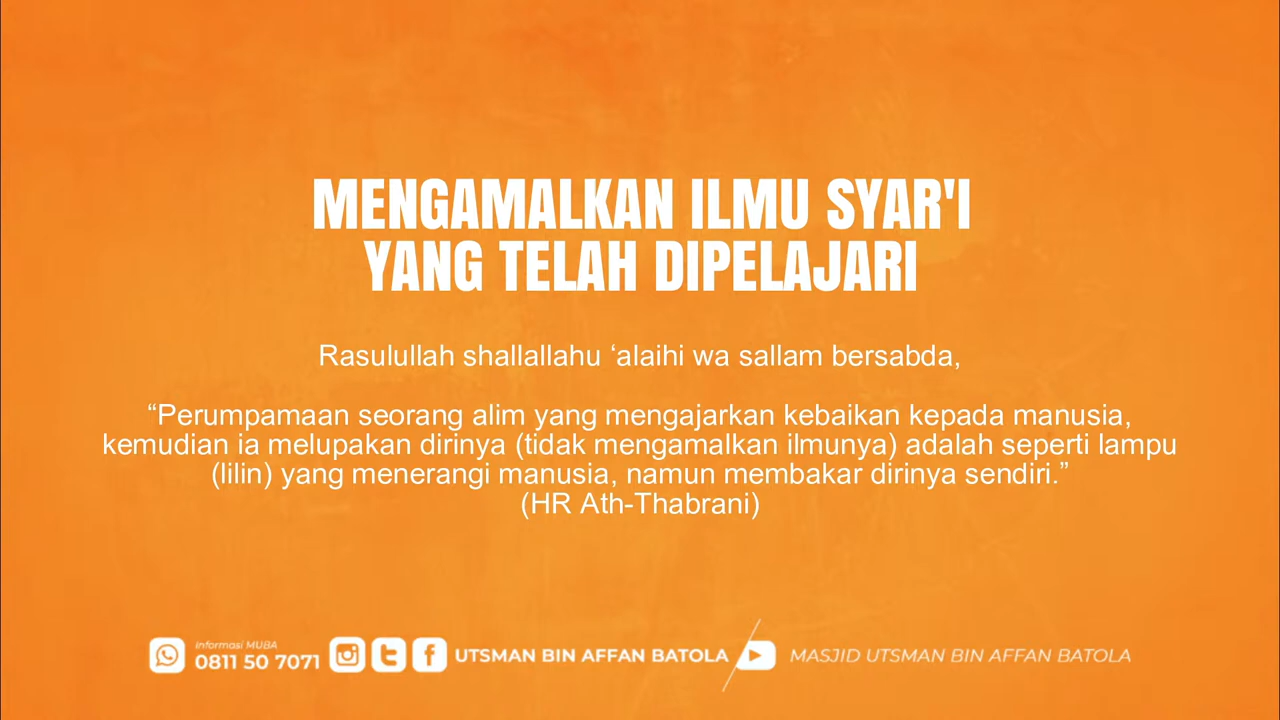 MENGAMALKAN ILMU SYAR'I
YANG TELAH DIPELAJARI
Rasulullah shallallahu ‘alaihi wa sallam bersabda,
“Perumpamaan seorang alim yang mengajarkan kebaikan kepada manusia,
kemudian ia melupakan dirinya (tidak mengamalkan ilmunya) adalah seperti lampu
(lilin) yang menerangi manusia, namun membakar dirinya sendiri.”
(HR Ath-Thabrani)
Informasi MUBA
0811 50 7071
UTSMAN BIN AFFAN BATOLA
MASJID UTSMAN BIN AFFAN BATOLA